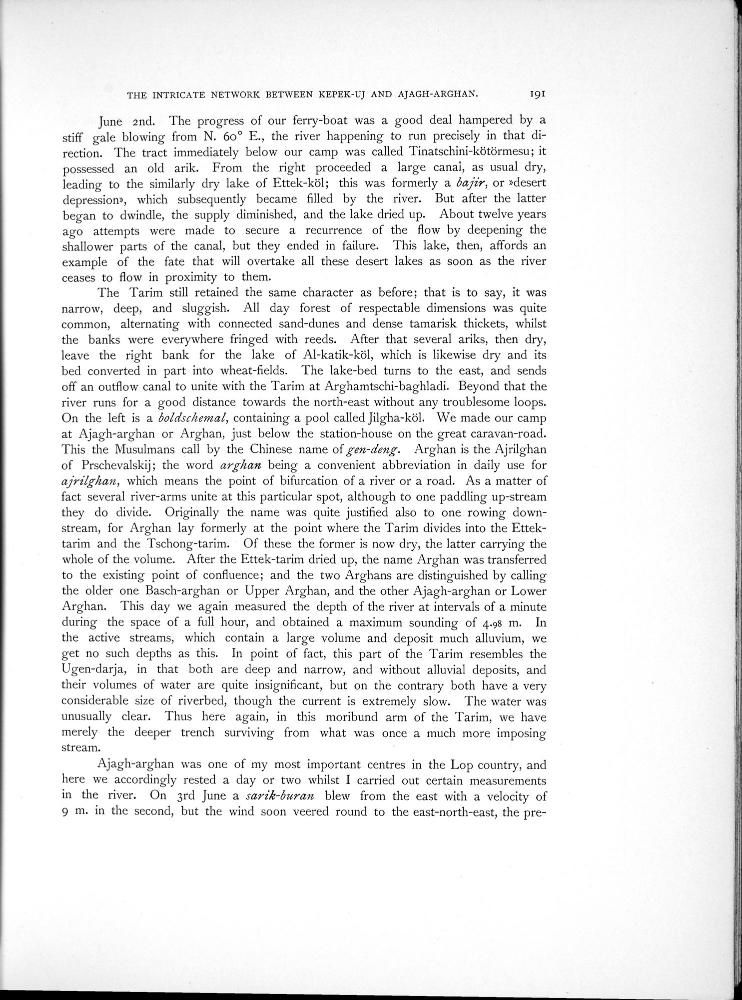 THE INTRICATE NETWORK BETWEEN KEPEK-UJ AND AJAGH-ARGHAN. 191
June 2nd. The progress of our ferry-boat was a good deal hampered by a
stiff gale blowing from N. 60° E., the river happening to run precisely in that di-
rection. The tract immediately below our camp was called Tinatschini-kötörmesu; it
possessed an old arik. From the right proceeded a large canal, as usual dry,
leading to the similarly dry lake of Ettek-köl; this was formerly a bajir, or »desert
depression», which subsequently became filled by the river. But after the latter
began to dwindle, the supply diminished, and the lake dried up. About twelve years
ago attempts were made to secure a recurrence of the flow by deepening the
shallower parts of the canal, but they ended in failure. This lake, then, affords an
example of the fate that will overtake all these desert lakes as soon as the river
ceases to flow in proximity to them.
The Tarim still retained the same character as before; that is to say, it was
narrow, deep, and sluggish. All day forest of respectable dimensions was quite
common, alternating with connected sand-dunes and dense tamarisk thickets, whilst
the banks were everywhere fringed with reeds. After that several ariks, then dry,
leave the right bank for the lake of Al-katik-köl, which is likewise dry and its
bed converted in part into wheat-fields. The lake-bed turns to the east, and sends
off an outflow canal to unite with the Tarim at Arghamtschi-baghladi. Beyond that the
river runs for a good distance towards the north-east without any troublesome loops.
On the left is a boldschemal, containing a pool called Jilgha-köl. We made our camp
at Ajagh-arghan or Arghan, just below the station-house on the great caravan-road.
This the Musulmans call by the Chinese name of gen-deng. Arghan is the Ajrilghan
of Prschevalskij; the word arghan being a convenient abbreviation in daily use for
ajrilghan, which means the point of bifurcation of a river or a road. As a matter of
fact several river-arms unite at this particular spot, although to one paddling up-stream
they do divide. Originally the name was quite justified also to one rowing down-
stream, for Arghan lay formerly at the point where the Tarim divides into the Ettek-
tarim and the Tschong-tarim. Of these the former is now dry, the latter carrying the
whole of the volume. After the Ettek-tarim dried up, the name Arghan was transferred
to the existing point of confluence; and the two Arghans are distinguished by calling
the older one Basch-arghan or Upper Arghan, and the other Ajagh-arghan or Lower
Arghan. This day we again measured the depth of the river at intervals of a minute
during the space of a full hour, and obtained a maximum sounding of 4.98 m. In
the active streams, which contain a large volume and deposit much alluvium, we
get no such depths as this. In point of fact, this part of the Tarim resembles the
Ugen-darja, in that both are deep and narrow, and without alluvial deposits, and
their volumes of water are quite insignificant, but on the contrary both have a very
considerable size of riverbed, though the current is extremely slow. The water was
unusually clear. Thus here again, in this moribund arm of the Tarim, we have
merely the deeper trench surviving from what was once a much more imposing
stream.
Ajagh-arghan was one of my most important centres in the Lop country, and
here we accordingly rested a day or two whilst I carried out certain measurements
in the river. On 3rd June a sarik-buran blew from the east with a velocity of
9 m. in the second, but the wind soon veered round to the east-north-east, the pre-